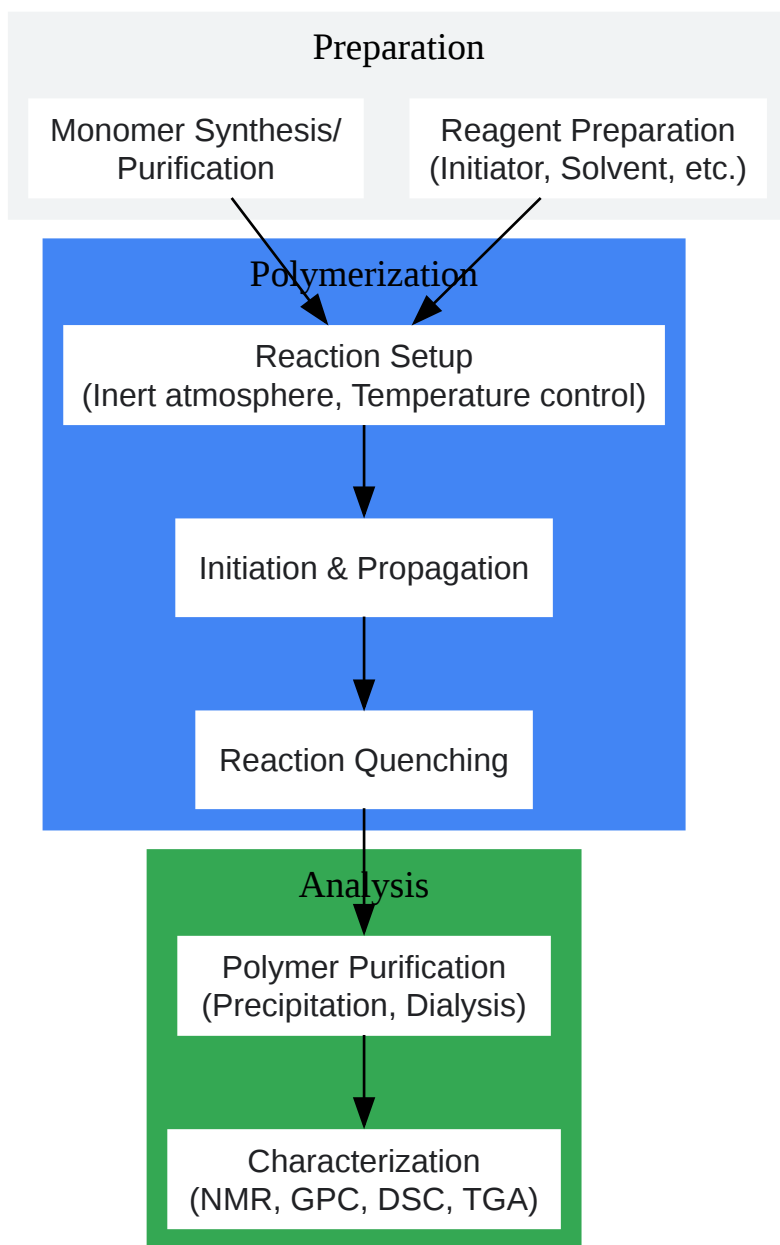 Preparation
Monomer Synthesis/
Purification
Reagent Preparation
(Initiator, Solvent, etc.)
Polymerization
Reaction Setup
(Inert atmosphere, Temperature control)
Initiation & Propagation
Reaction Quenching
Analysis
Polymer Purification
(Precipitation, Dialysis)
Characterization
(NMR, GPC, DSC, TGA)